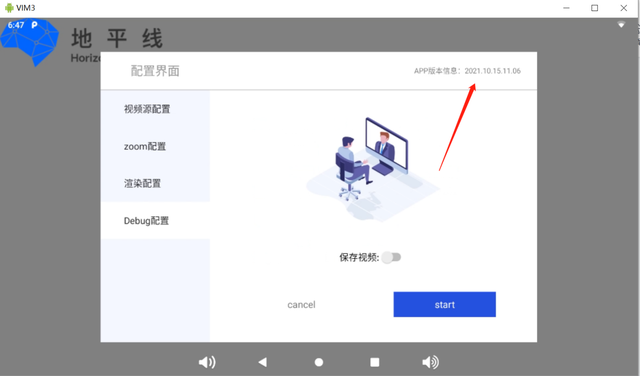 VIM3
6:47
地平线
Horizo
配置界面
APP版本信息: 2021.10.15.11.06
视频源配置
zoom配置
渲染配置
Debug配置
保存视频:
cancel
start